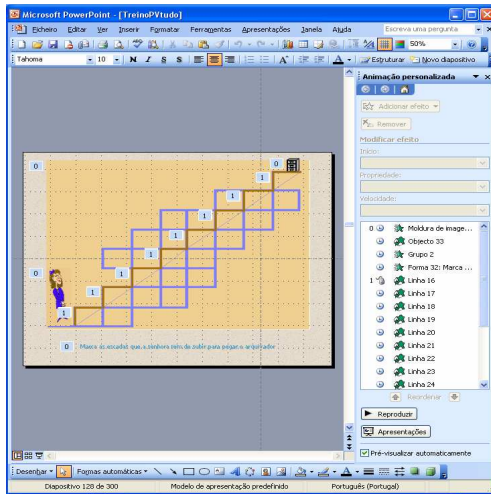 Microsoft PowerPoint - [TreinoPVtudo]
Ficheiro Editar Ver Inserir Formatar Ferramentas Apresentações Janela Ajuda Escreva uma pergunta
50%
Tahoma 10 N I S S Estruturar Novo diapositivo
Animação personalizada
Adicionar efeito
Remover
Modificar efeito
Início:
Propriedade:
Velocidade:
0 Moldura de image...
Objecto 33
Grupo 2
Forma 32: Marca ...
1 Linha 16
Linha 17
Linha 18
Linha 19
Linha 20
Linha 21
Linha 22
Linha 23
Linha 24
Reordenar
Reproduzir
Apresentações
Pré-visualizar automaticamente
0
0
1
1
1
1
1
0
1
1
1
0 Marca as escadas que a senhora tem de subir para pegar o arquivador
Desenhar Formas automáticas
Diapositivo 128 de 300 Modelo de apresentação predefinido Português (Portugal)